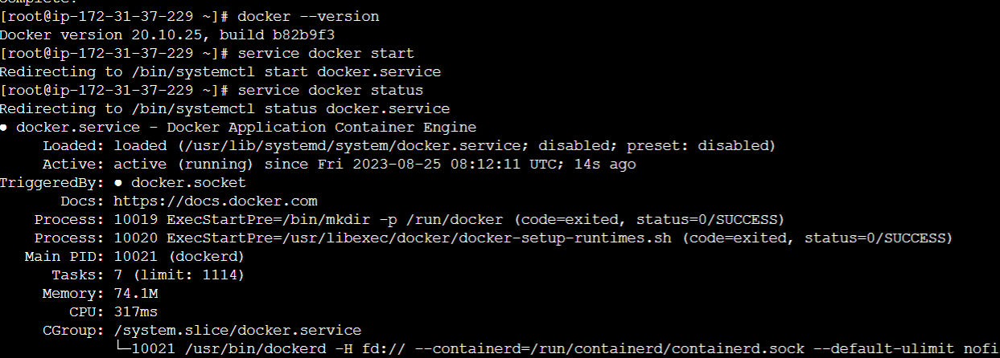 Complete!
[root@ip-172-31-37-229 ~]# docker --version
Docker version 20.10.25, build b82b9f3
[root@ip-172-31-37-229 ~]# service docker start
Redirecting to /bin/systemctl start docker.service
[root@ip-172-31-37-229 ~]# service docker status
Redirecting to /bin/systemctl status docker.service
● docker.service - Docker Application Container Engine
     Loaded: loaded (/usr/lib/systemd/system/docker.service; disabled; preset: disabled)
     Active: active (running) since Fri 2023-08-25 08:12:11 UTC; 14s ago
TriggeredBy: ● docker.socket
       Docs: https://docs.docker.com
    Process: 10019 ExecStartPre=/bin/mkdir -p /run/docker (code=exited, status=0/SUCCESS)
    Process: 10020 ExecStartPre=/usr/libexec/docker/docker-setup-runtimes.sh (code=exited, status=0/SUCCESS)
   Main PID: 10021 (dockerd)
      Tasks: 7 (limit: 1114)
     Memory: 74.1M
        CPU: 317ms
     CGroup: /system.slice/docker.service
             └─10021 /usr/bin/dockerd -H fd:// --containerd=/run/containerd/containerd.sock --default-ulimit nofi